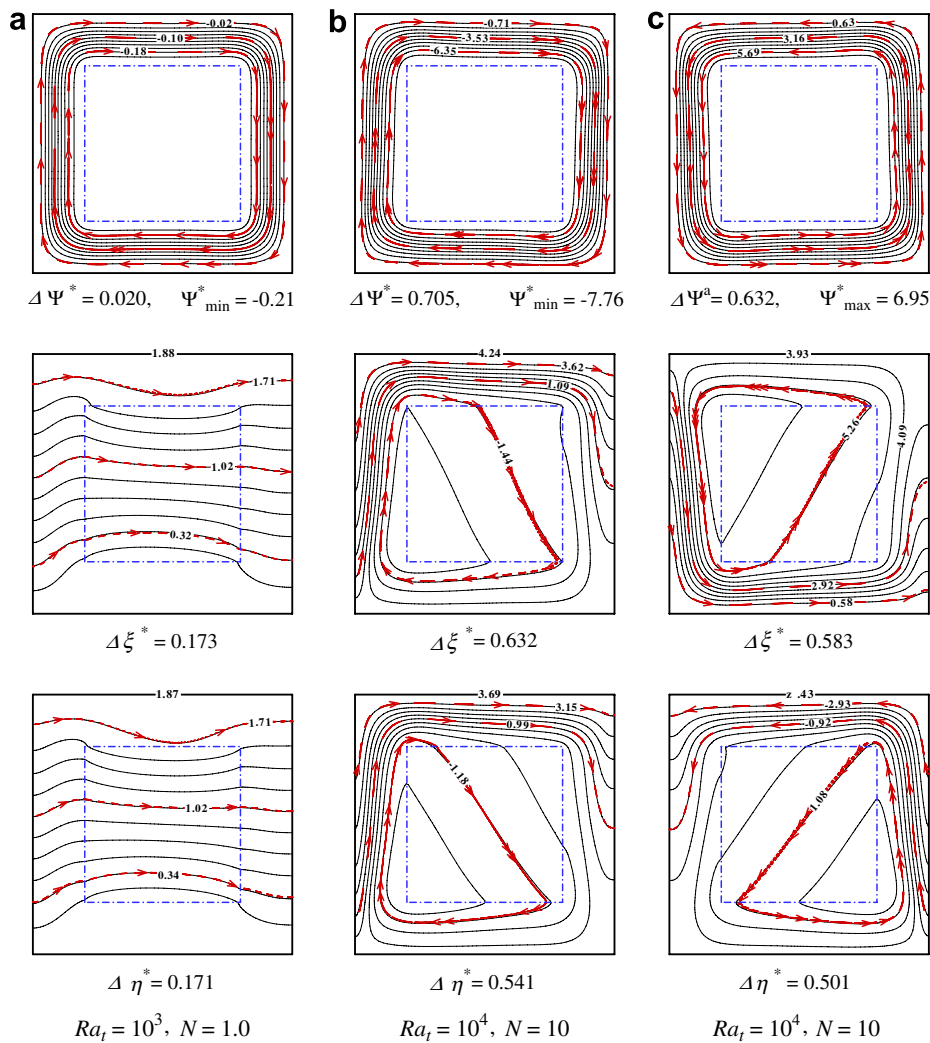 a b c
-0.02 -0.71 0.63
-0.10 -3.53 3.16
-0.18 -6.35 5.69
Δ Ψ* = 0.020, Ψ*min = -0.21
ΔΨ* = 0.705, Ψ*min = -7.76
ΔΨa = 0.632, Ψ*max = 6.95
1.88 4.24 3.93
1.71 3.62
1.09
1.02 -1.44 5.26 4.09
0.32 2.92
0.58
Δξ* = 0.173 Δξ* = 0.632 Δξ* = 0.583
1.87 3.69 z .43
1.71 3.15 -2.93
0.99 -0.92
1.02 -1.18 1.08
0.34
Δ η* = 0.171 Δ η* = 0.541 Δ η* = 0.501
Rat = 10³, N = 1.0 Rat = 10⁴, N = 10 Rat = 10⁴, N = 10